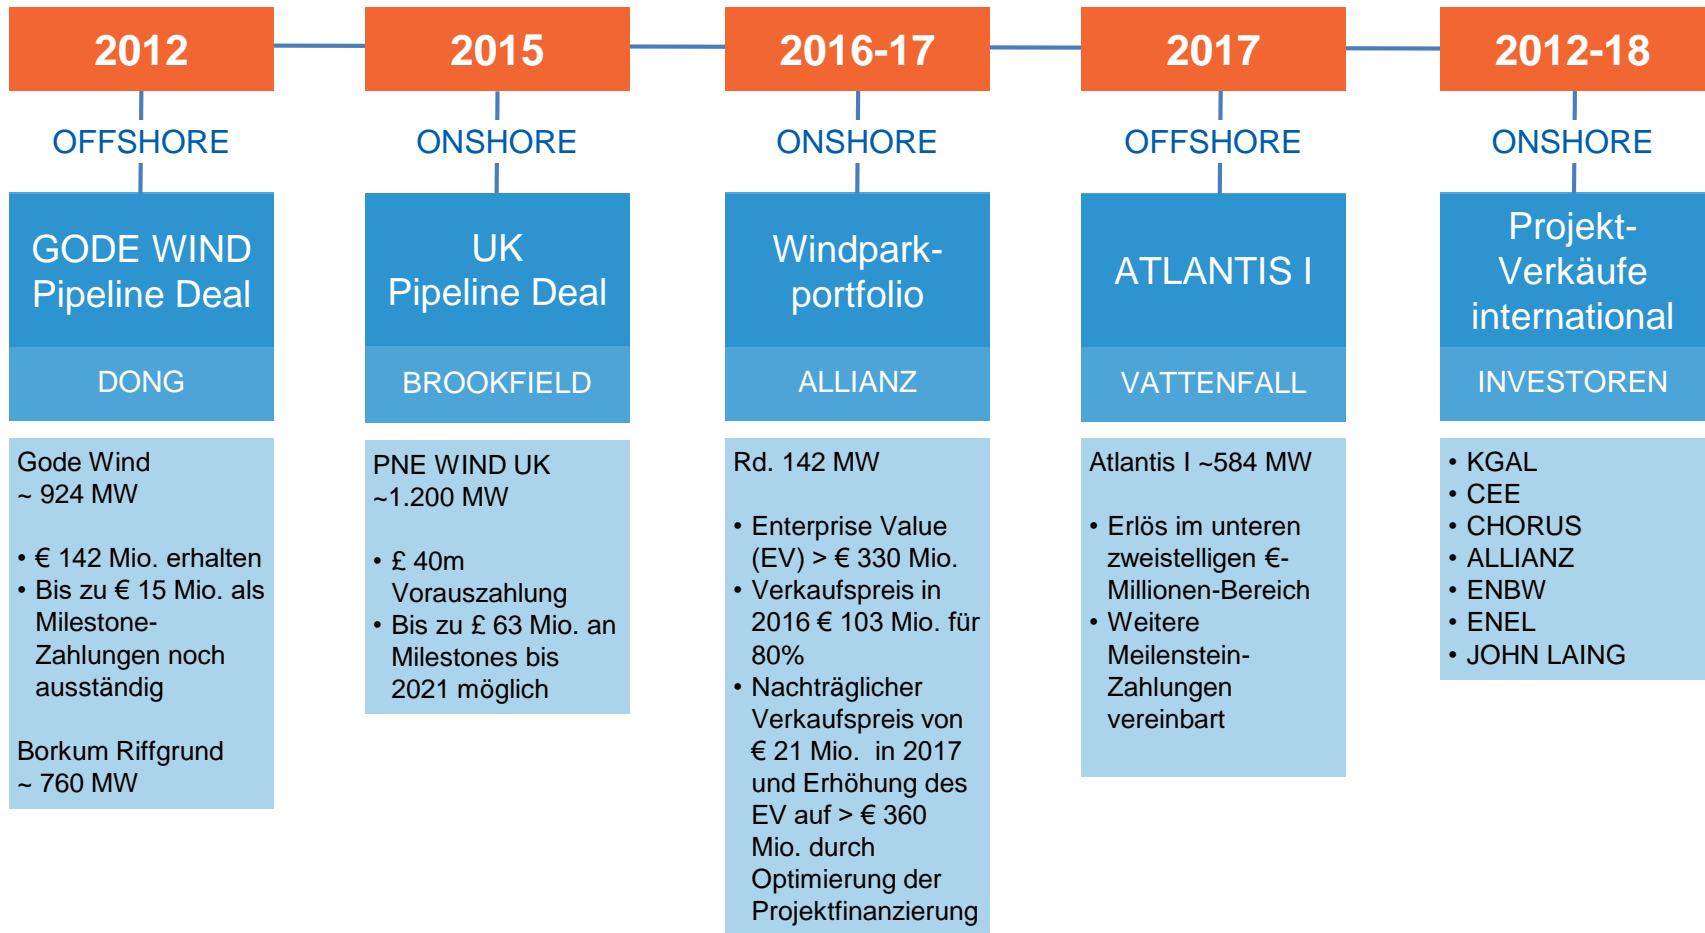 2012
OFFSHORE
GODE WIND
Pipeline Deal
DONG
Gode Wind
~ 924 MW
• € 142 Mio. erhalten
• Bis zu € 15 Mio. als
Milestone-
Zahlungen noch
ausständig
Borkum Riffgrund
~ 760 MW
2015
ONSHORE
UK
Pipeline Deal
BROOKFIELD
PNE WIND UK
~1.200 MW
• £ 40m
Vorauszahlung
• Bis zu £ 63 Mio. an
Milestones bis
2021 möglich
2016-17
ONSHORE
Windpark-
portfolio
ALLIANZ
Rd. 142 MW
• Enterprise Value
(EV) > € 330 Mio.
• Verkaufspreis in
2016 € 103 Mio. für
80%
• Nachträglicher
Verkaufspreis von
€ 21 Mio. in 2017
und Erhöhung des
EV auf > € 360
Mio. durch
Optimierung der
Projektfinanzierung
2017
OFFSHORE
ATLANTIS I
VATTENFALL
Atlantis I ~584 MW
• Erlös im unteren
zweistelligen €-
Millionen-Bereich
• Weitere
Meilenstein-
Zahlungen
vereinbart
2012-18
ONSHORE
Projekt-
Verkäufe
international
INVESTOREN
• KGAL
• CEE
• CHORUS
• ALLIANZ
• ENBW
• ENEL
• JOHN LAING